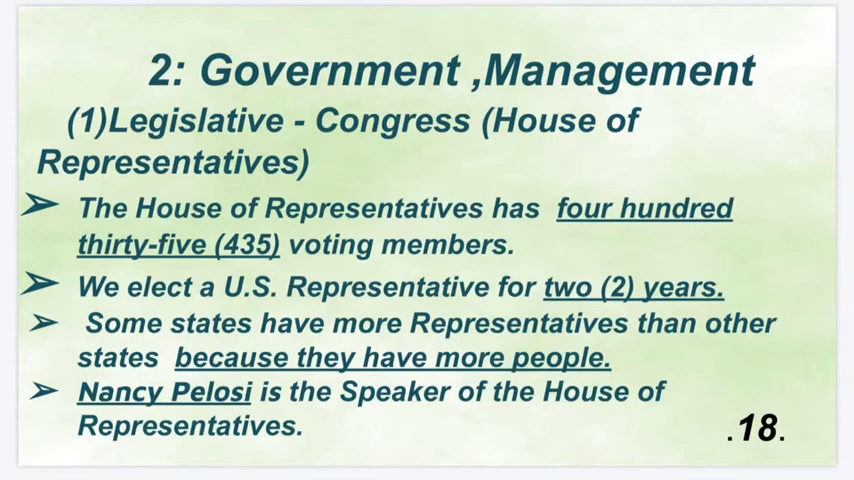 2: Government ,Management
(1)Legislative - Congress (House of
Representatives)
➢ The House of Representatives has four hundred
thirty-five (435) voting members.
➢ We elect a U.S. Representative for two (2) years.
➢ Some states have more Representatives than other
states because they have more people.
➢ Nancy Pelosi is the Speaker of the House of
Representatives.
.18.